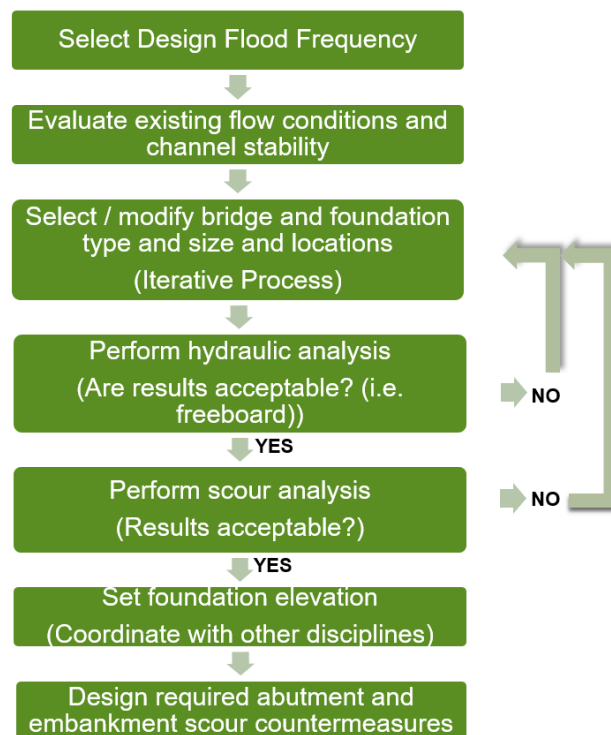 Select Design Flood Frequency
Evaluate existing flow conditions and
channel stability
Select / modify bridge and foundation
type and size and locations
(Iterative Process)
Perform hydraulic analysis
(Are results acceptable? (i.e.
freeboard))
NO
YES
Perform scour analysis
(Results acceptable?)
NO
YES
Set foundation elevation
(Coordinate with other disciplines)
Design required abutment and
embankment scour countermeasures